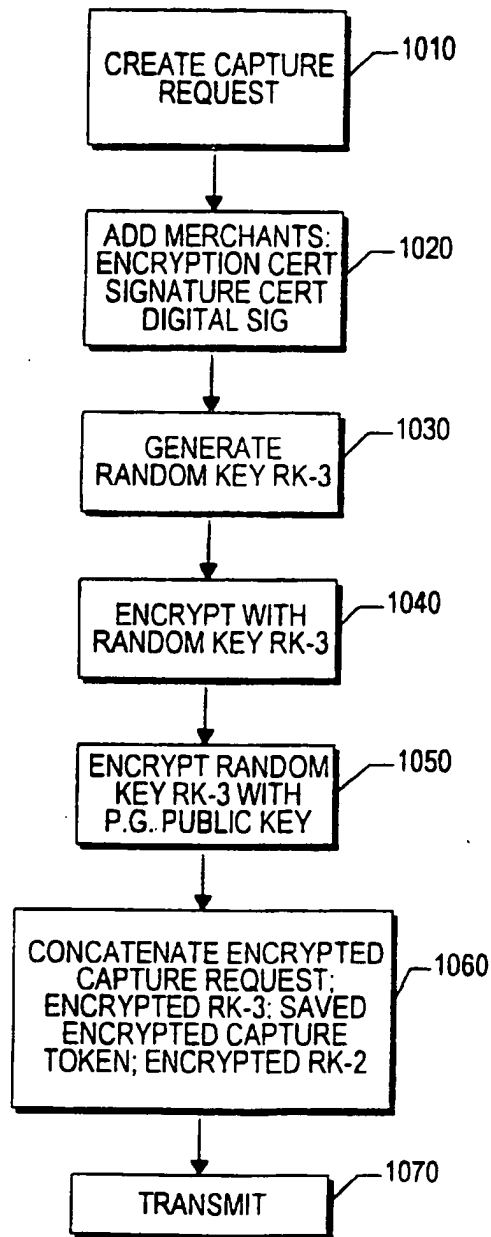 CREATE CAPTURE
REQUEST
1010
ADD MERCHANTS:
ENCRYPTION CERT
SIGNATURE CERT
DIGITAL SIG
1020
GENERATE
RANDOM KEY RK-3
1030
ENCRYPT WITH
RANDOM KEY RK-3
1040
ENCRYPT RANDOM
KEY RK-3 WITH
P.G. PUBLIC KEY
1050
CONCATENATE ENCRYPTED
CAPTURE REQUEST;
ENCRYPTED RK-3; SAVED
ENCRYPTED CAPTURE
TOKEN; ENCRYPTED RK-2
1060
TRANSMIT
1070